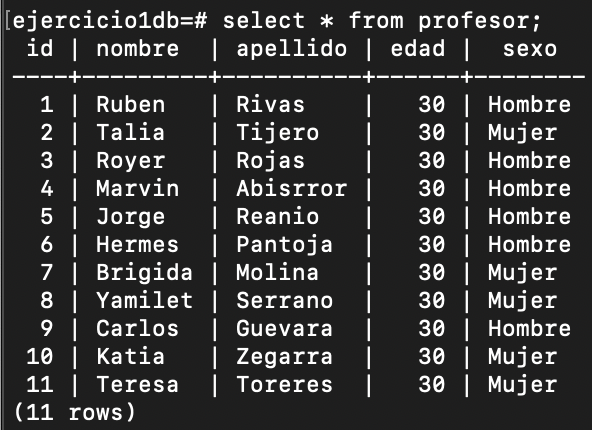 [ejercicio1db=# select * from profesor;
 id | nombre  | apellido | edad |  sexo
----+---------+----------+------+--------
  1 | Ruben   | Rivas    |   30 | Hombre
  2 | Talia   | Tijero   |   30 | Mujer
  3 | Royer   | Rojas    |   30 | Hombre
  4 | Marvin  | Abisrror |   30 | Hombre
  5 | Jorge   | Reanio   |   30 | Hombre
  6 | Hermes  | Pantoja  |   30 | Hombre
  7 | Brigida | Molina   |   30 | Mujer
  8 | Yamilet | Serrano  |   30 | Mujer
  9 | Carlos  | Guevara  |   30 | Hombre
 10 | Katia   | Zegarra  |   30 | Mujer
 11 | Teresa  | Toreres  |   30 | Mujer
(11 rows)